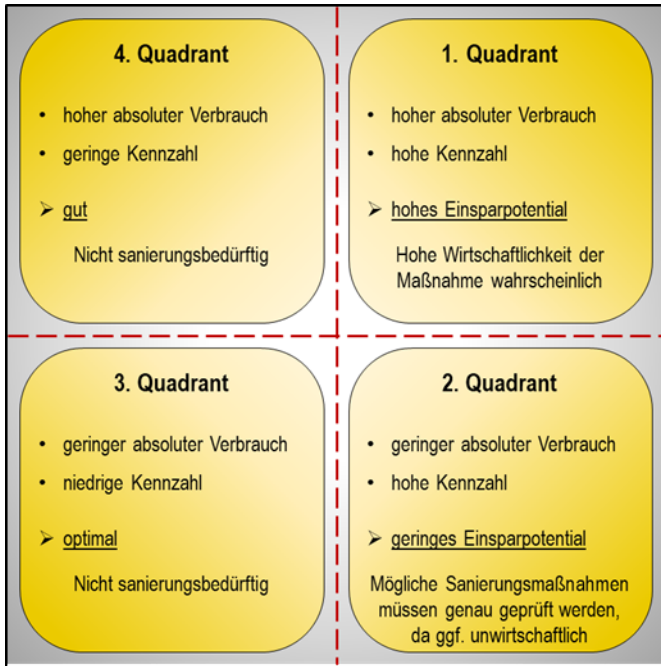 4. Quadrant
• hoher absoluter Verbrauch
• geringe Kennzahl
➢ gut
Nicht sanierungsbedürftig
1. Quadrant
• hoher absoluter Verbrauch
• hohe Kennzahl
➢ hohes Einsparpotential
Hohe Wirtschaftlichkeit der
Maßnahme wahrscheinlich
3. Quadrant
• geringer absoluter Verbrauch
• niedrige Kennzahl
➢ optimal
Nicht sanierungsbedürftig
2. Quadrant
• geringer absoluter Verbrauch
• hohe Kennzahl
➢ geringes Einsparpotential
Mögliche Sanierungsmaßnahmen
müssen genau geprüft werden,
da ggf. unwirtschaftlich